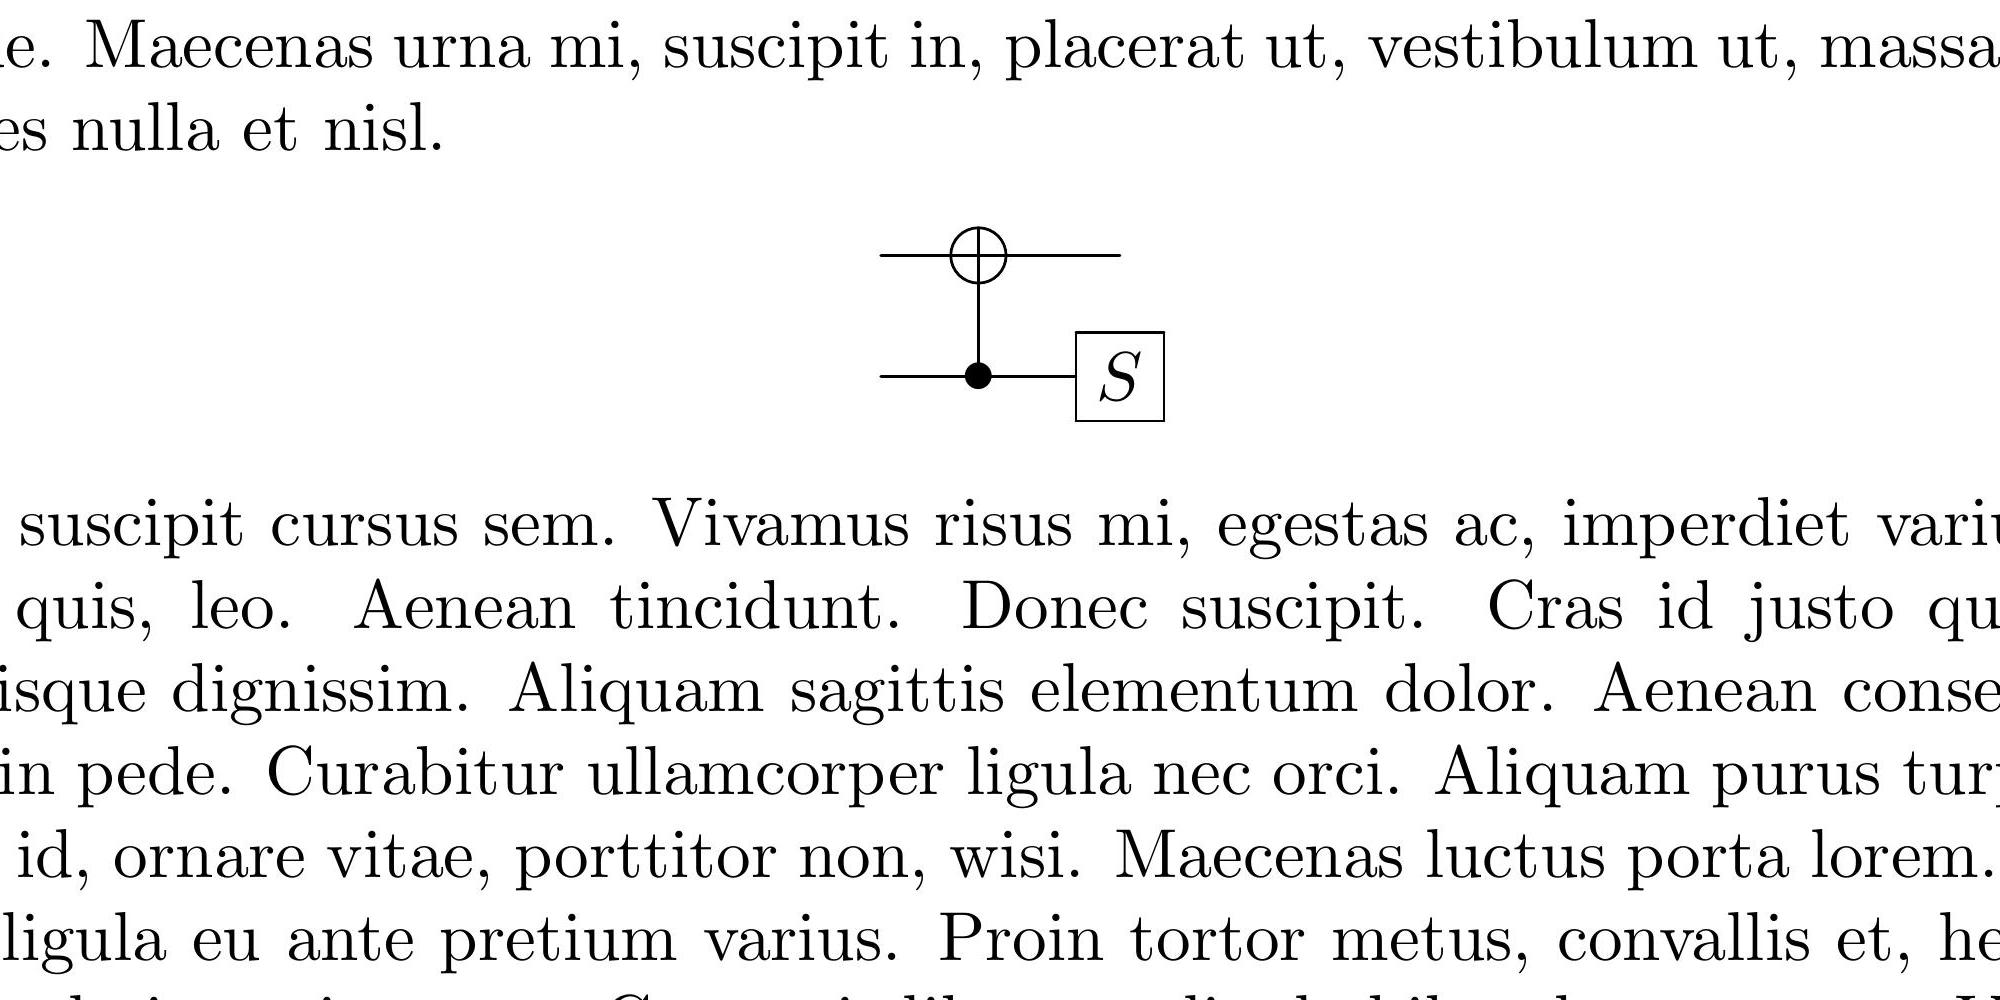 e. Maecenas urna mi, suscipit in, placerat ut, vestibulum ut, massa
es nulla et nisl.
S
suscipit cursus sem. Vivamus risus mi, egestas ac, imperdiet variu
quis, leo. Aenean tincidunt. Donec suscipit. Cras id justo qu
isque dignissim. Aliquam sagittis elementum dolor. Aenean conse
in pede. Curabitur ullamcorper ligula nec orci. Aliquam purus tur
id, ornare vitae, porttitor non, wisi. Maecenas luctus porta lorem.
ligula eu ante pretium varius. Proin tortor metus, convallis et, he